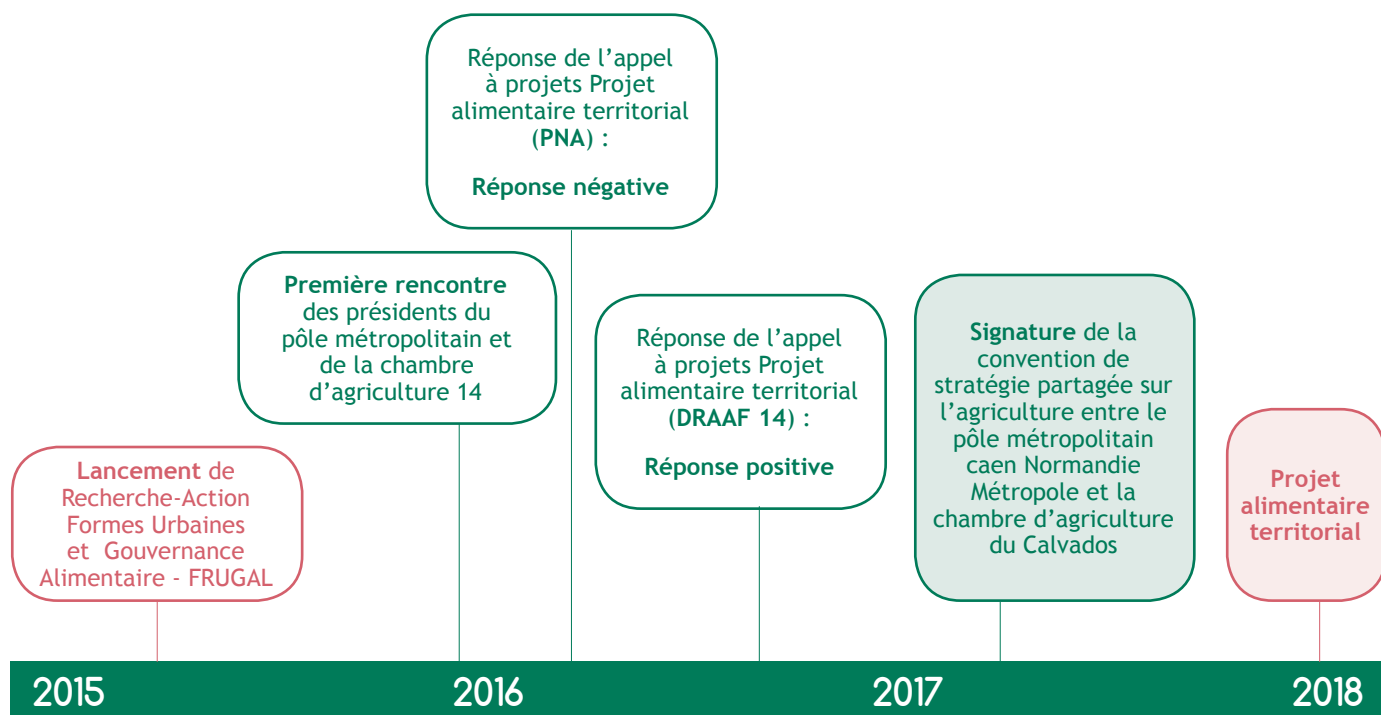 Réponse de l'appel
à projets Projet
alimentaire territorial
(PNA) :
Réponse négative
Première rencontre
des présidents du
pôle métropolitain et
de la chambre
d'agriculture 14
Réponse de l'appel
à projets Projet
alimentaire territorial
(DRAAF 14) :
Réponse positive
Signature de la
convention de
stratégie partagée sur
l'agriculture entre le
pôle métropolitain
caen Normandie
Métropole et la
chambre d'agriculture
du Calvados
Lancement de
Recherche-Action
Formes Urbaines
et Gouvernance
Alimentaire - FRUGAL
Projet
alimentaire
territorial
2015
2016
2017
2018